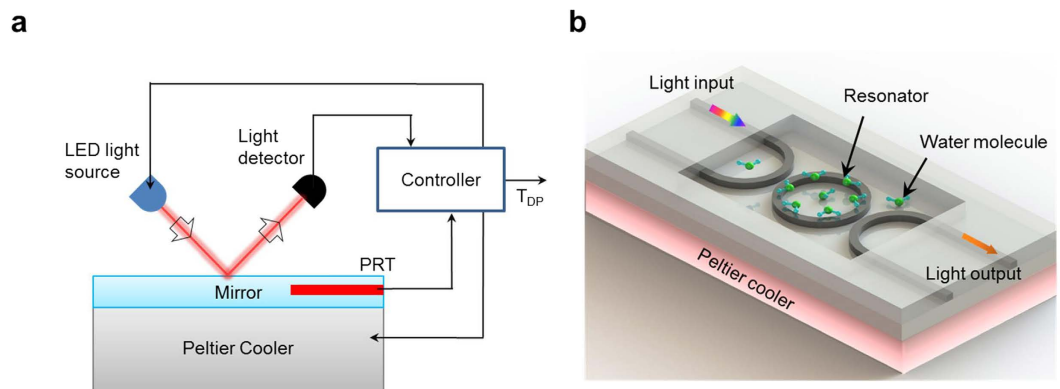 a
LED light
source
Light
detector
Controller
T_DP
PRT
Mirror
Peltier Cooler
b
Light input
Resonator
Water molecule
Light output
Peltier cooler